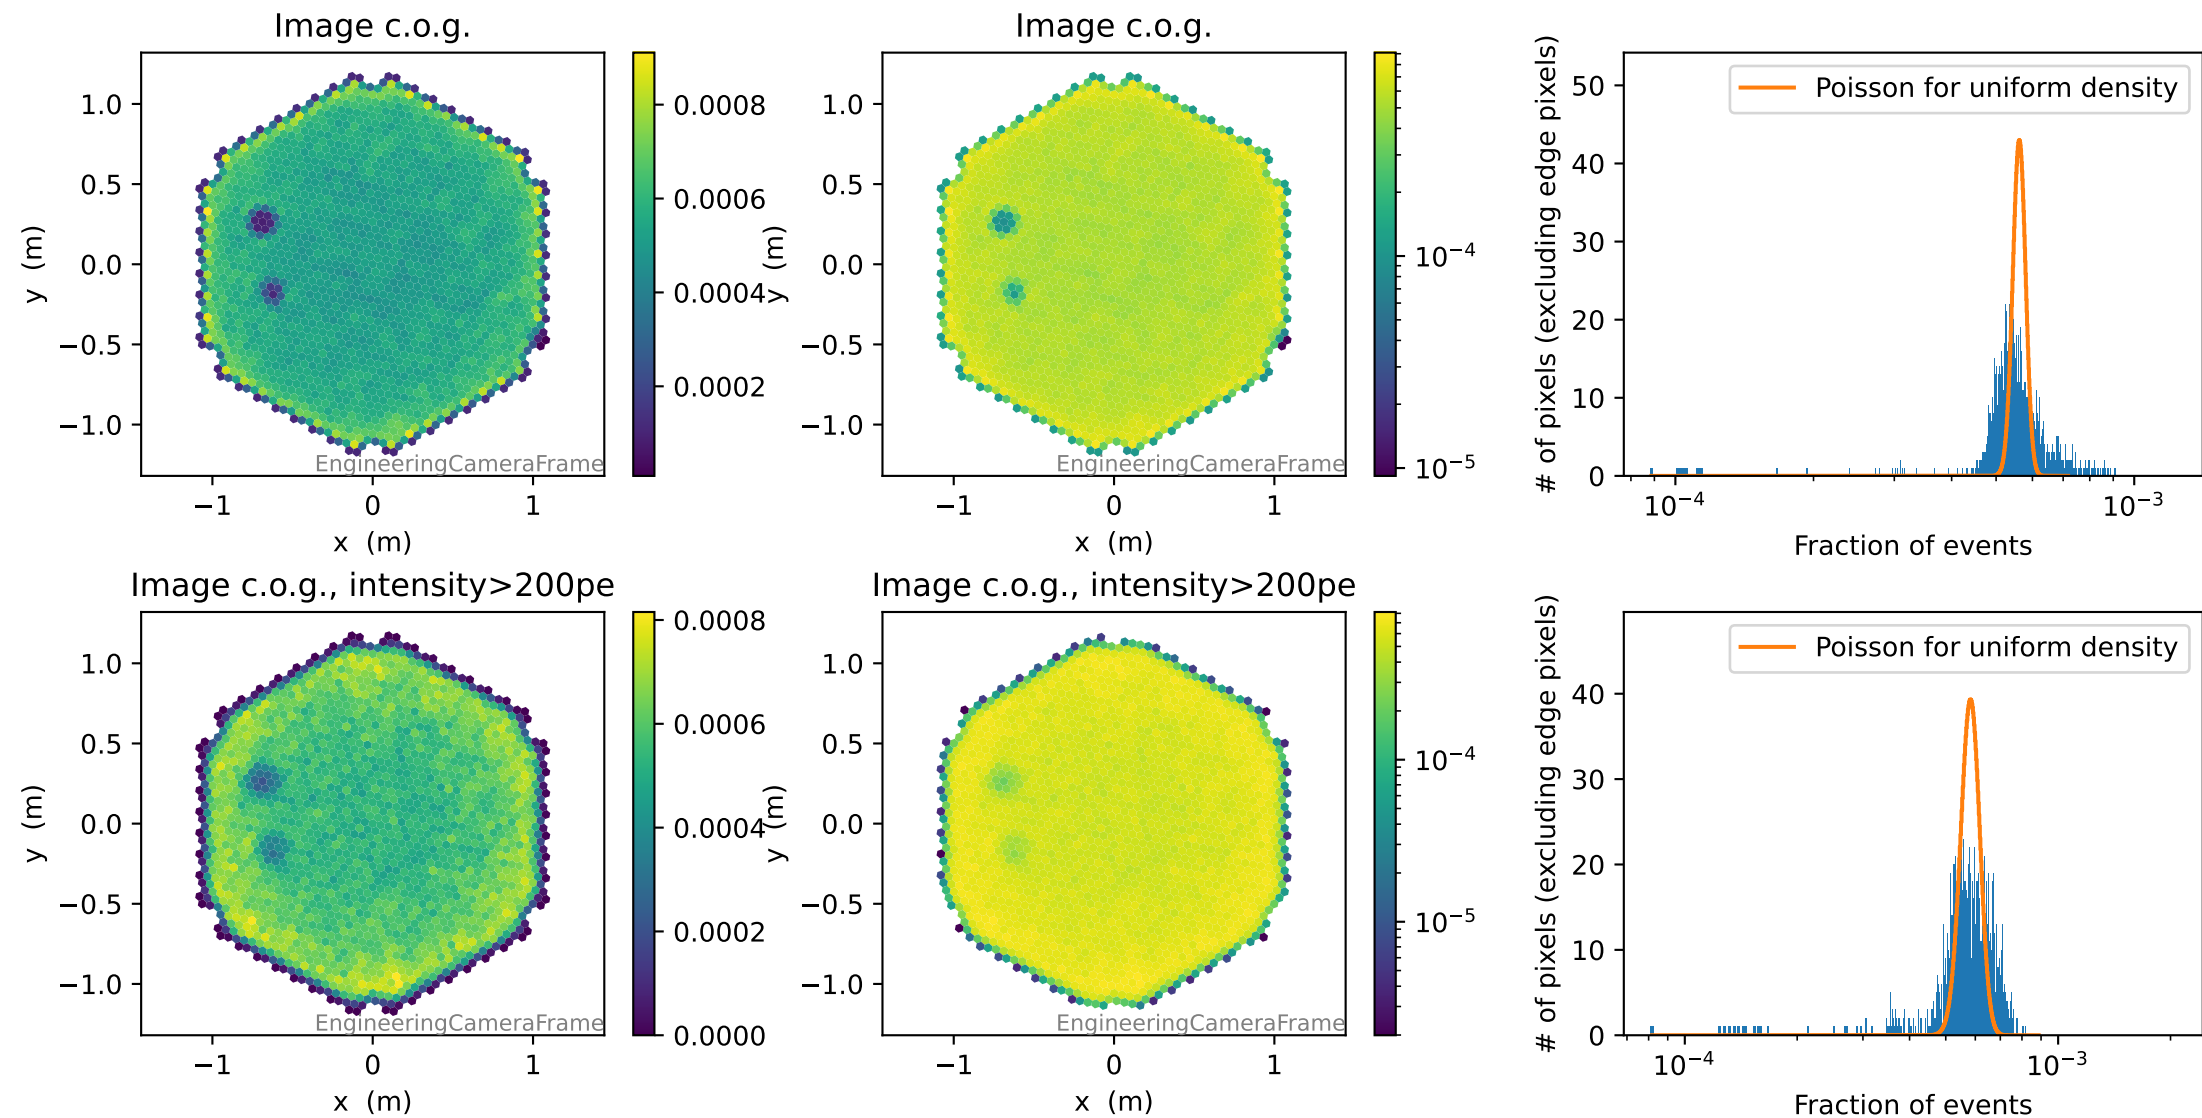 Image c.o.g.
1.0
0.5
0.0
−0.5
−1.0
y (m)
−1
0
1
x (m)
EngineeringCameraFrame
0.0008
0.0006
0.0004
0.0002
Image c.o.g.
1.0
0.5
0.0
−0.5
−1.0
y (m)
−1
0
1
x (m)
EngineeringCameraFrame
10−4
10−5
# of pixels (excluding edge pixels)
50
40
30
20
10
0
Poisson for uniform density
10−4
10−3
Fraction of events
Image c.o.g., intensity>200pe
1.0
0.5
0.0
−0.5
−1.0
y (m)
−1
0
1
x (m)
EngineeringCameraFrame
0.0008
0.0006
0.0004
0.0002
0.0000
Image c.o.g., intensity>200pe
1.0
0.5
0.0
−0.5
−1.0
y (m)
−1
0
1
x (m)
EngineeringCameraFrame
10−4
10−5
# of pixels (excluding edge pixels)
40
30
20
10
0
Poisson for uniform density
10−4
10−3
Fraction of events